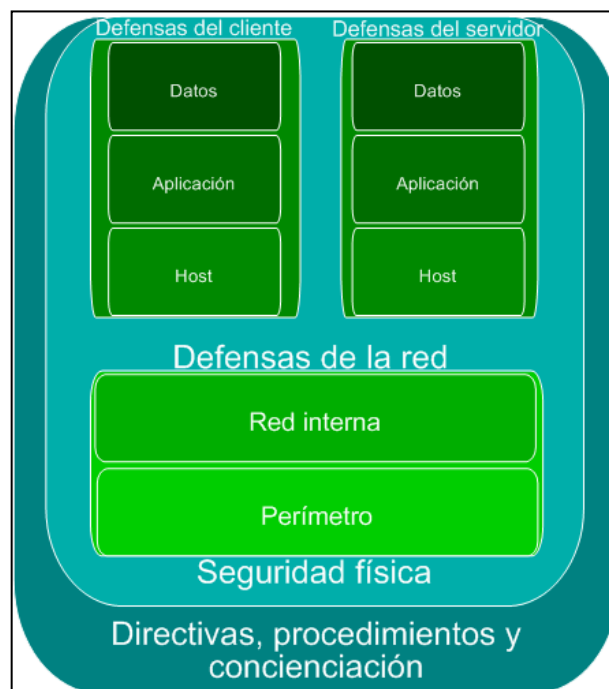 Defensas del cliente
Defensas del servidor
Datos
Datos
Aplicación
Aplicación
Host
Host
Defensas de la red
Red interna
Perímetro
Seguridad física
Directivas, procedimientos y
concienciación